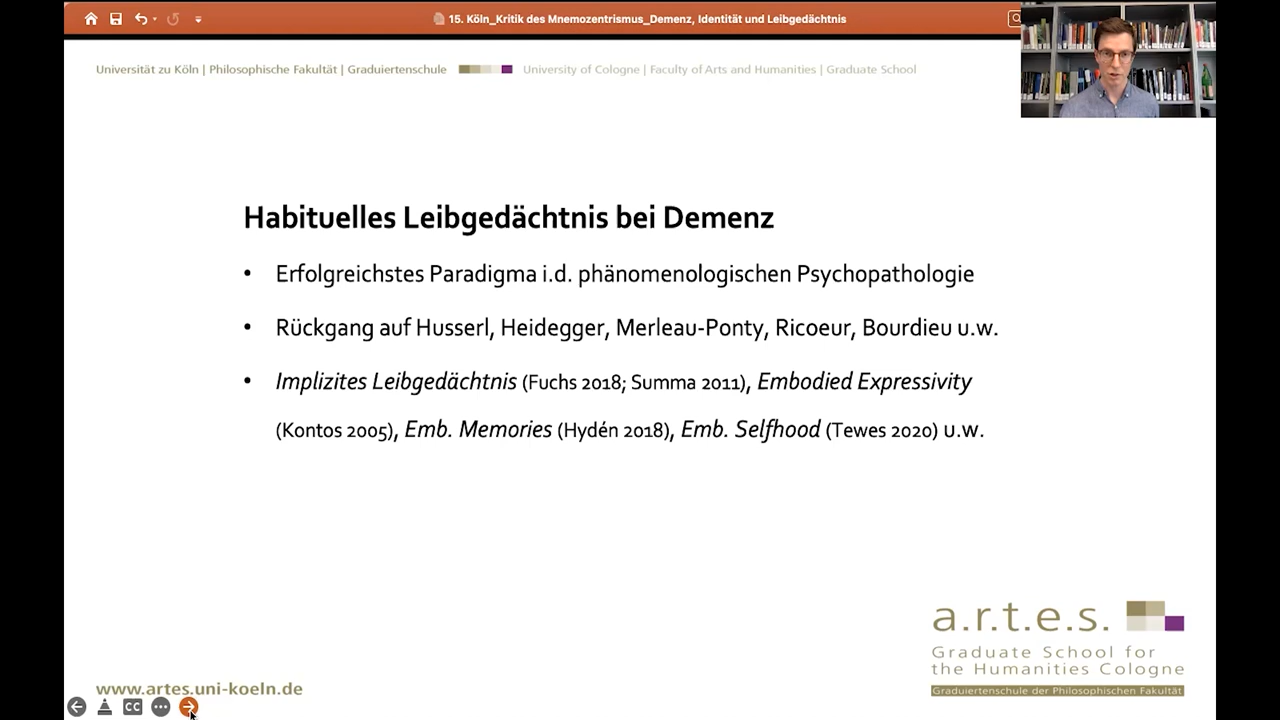 15. Köln_Kritik des Mnemozentrismus_Demenz, Identität und Leibgedächtnis
Universität zu Köln | Philosophische Fakultät | Graduiertenschule
University of Cologne | Faculty of Arts and Humanities | Graduate School
Habituelles Leibgedächtnis bei Demenz
• Erfolgreichstes Paradigma i.d. phänomenologischen Psychopathologie
• Rückgang auf Husserl, Heidegger, Merleau-Ponty, Ricoeur, Bourdieu u.w.
• Implizites Leibgedächtnis (Fuchs 2018; Summa 2011), Embodied Expressivity
(Kontos 2005), Emb. Memories (Hydén 2018), Emb. Selfhood (Tewes 2020) u.w.
a.r.t.e.s.
Graduate School for
the Humanities Cologne
Graduiertenschule der Philosophischen Fakultät
www.artes.uni-koeln.de
CC